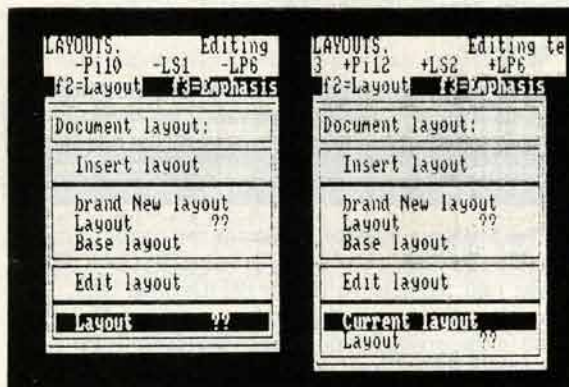 LAYOUTS. Editing
-Pi10 -LS1 -LP6
f2=Layout f3=Emphasis
Document layout:
Insert layout
brand New layout
Layout ??
Base layout
Edit layout
Layout ??
LAYOUTS. Editing te
3 +Pi12 +LS2 +LP6
f2=Layout f3=Emphasis
Document layout:
Insert layout
brand New layout
Layout ??
Base layout
Edit layout
Current layout
Layout ??